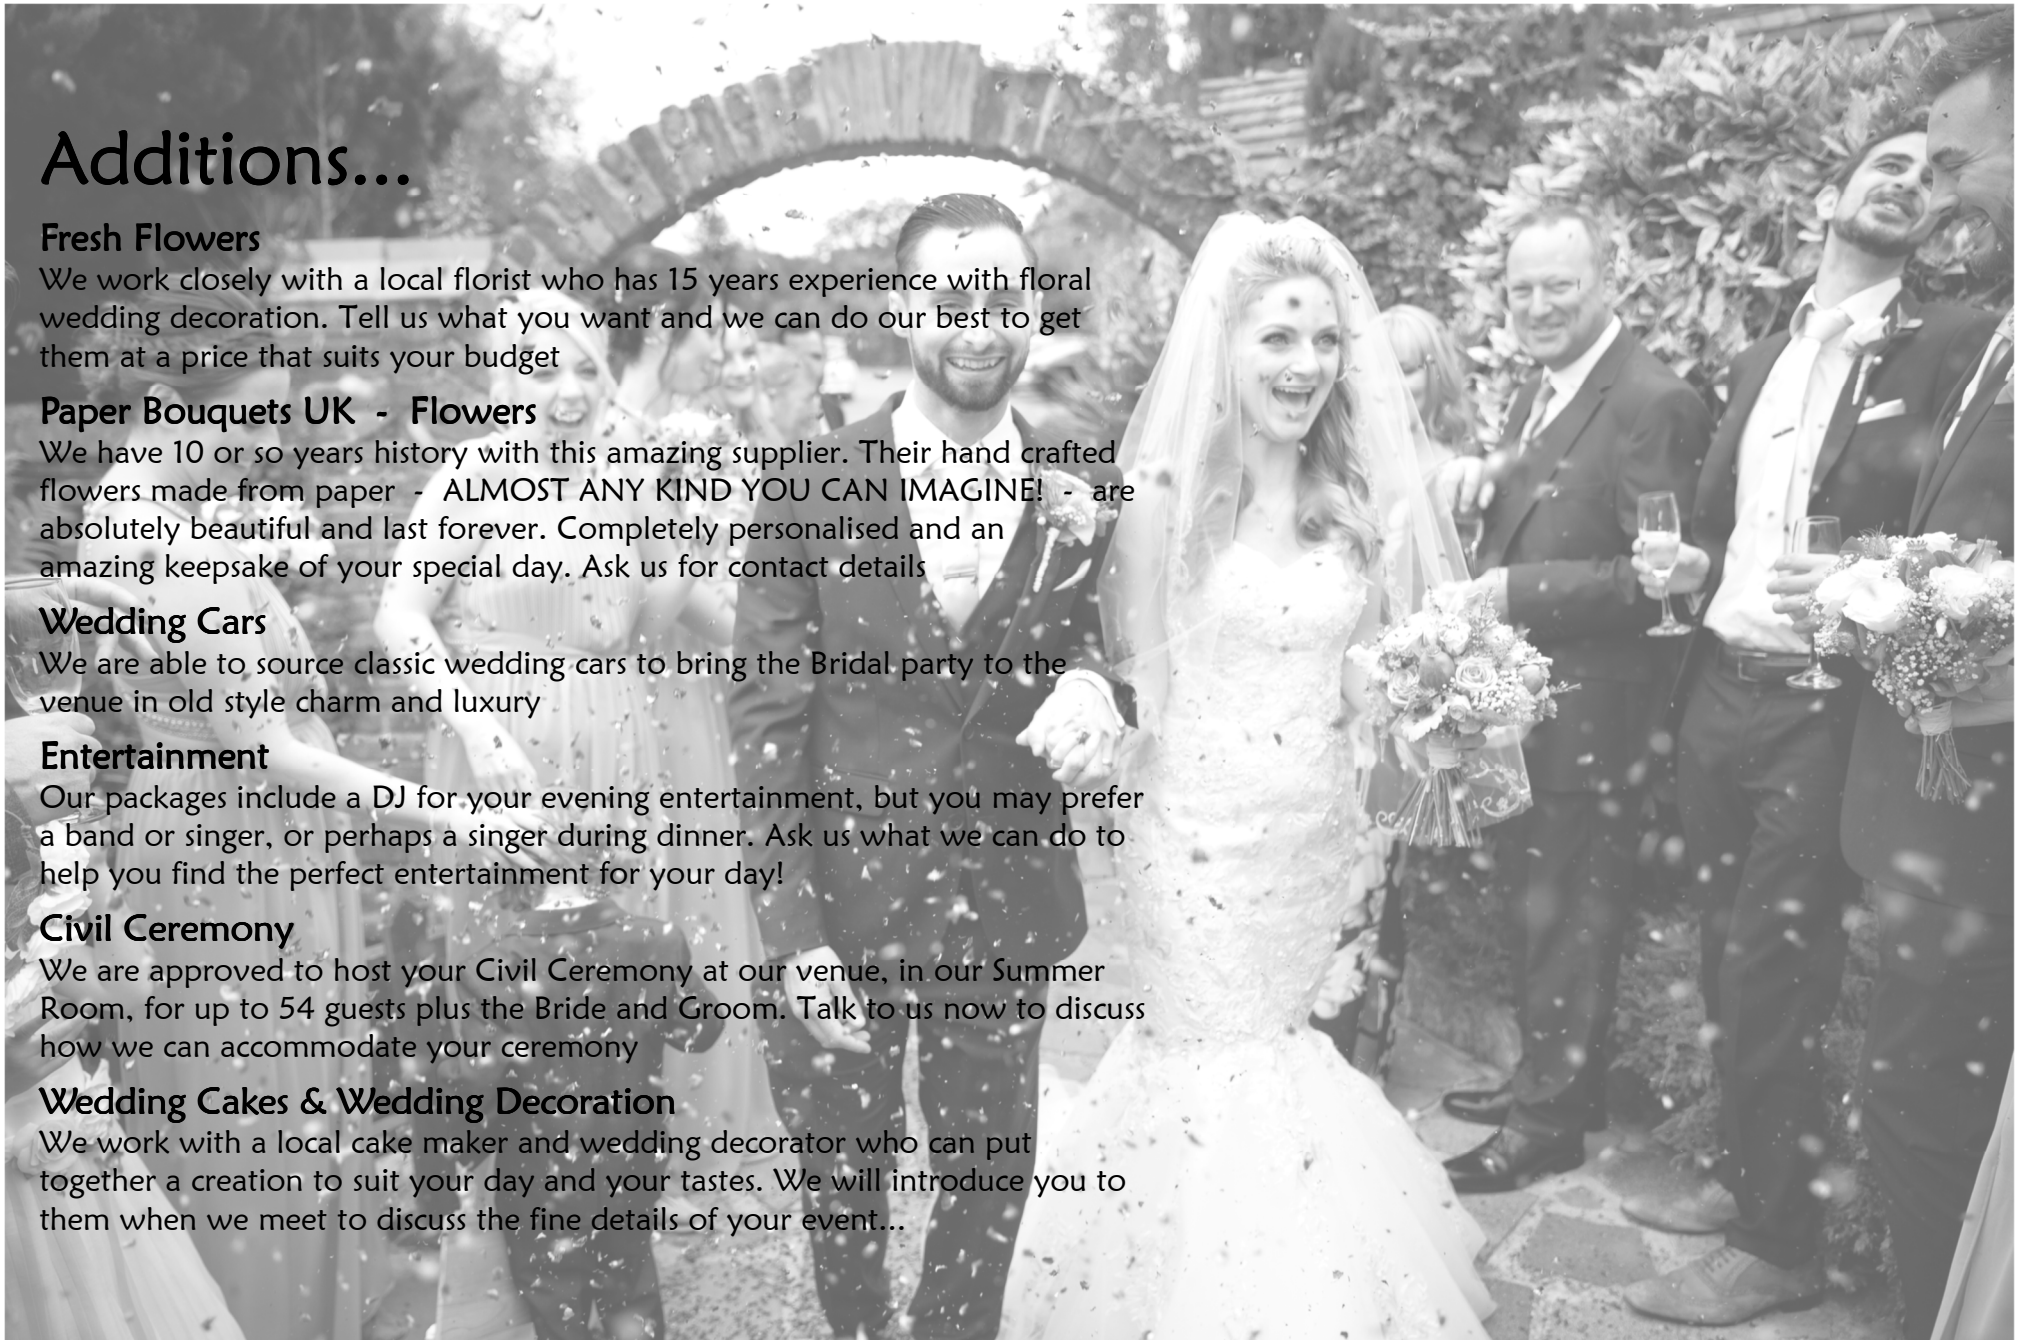 Additions...
Fresh Flowers
We work closely with a local florist who has 15 years experience with floral
wedding decoration. Tell us what you want and we can do our best to get
them at a price that suits your budget
Paper Bouquets UK - Flowers
We have 10 or so years history with this amazing supplier. Their hand crafted
flowers made from paper - ALMOST ANY KIND YOU CAN IMAGINE! - are
absolutely beautiful and last forever. Completely personalised and an
amazing keepsake of your special day. Ask us for contact details
Wedding Cars
We are able to source classic wedding cars to bring the Bridal party to the
venue in old style charm and luxury
Entertainment
Our packages include a DJ for your evening entertainment, but you may prefer
a band or singer, or perhaps a singer during dinner. Ask us what we can do to
help you find the perfect entertainment for your day!
Civil Ceremony
We are approved to host your Civil Ceremony at our venue, in our Summer
Room, for up to 54 guests plus the Bride and Groom. Talk to us now to discuss
how we can accommodate your ceremony
Wedding Cakes & Wedding Decoration
We work with a local cake maker and wedding decorator who can put
together a creation to suit your day and your tastes. We will introduce you to
them when we meet to discuss the fine details of your event...